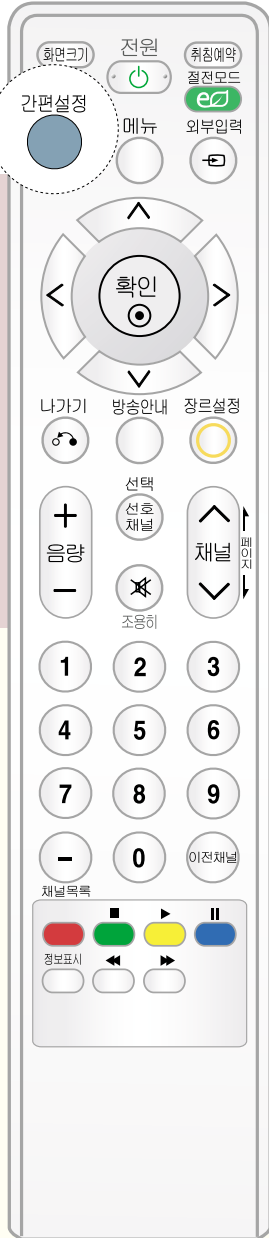 화면크기 전원 취침예약
절전모드
e
간편설정 메뉴 외부입력
확인
나가기 방송안내 장르설정
선택
선호
채널
+
음량
−
채널
페이지
조용히
1 2 3
4 5 6
7 8 9
- 0 이전채널
채널목록
정보표시